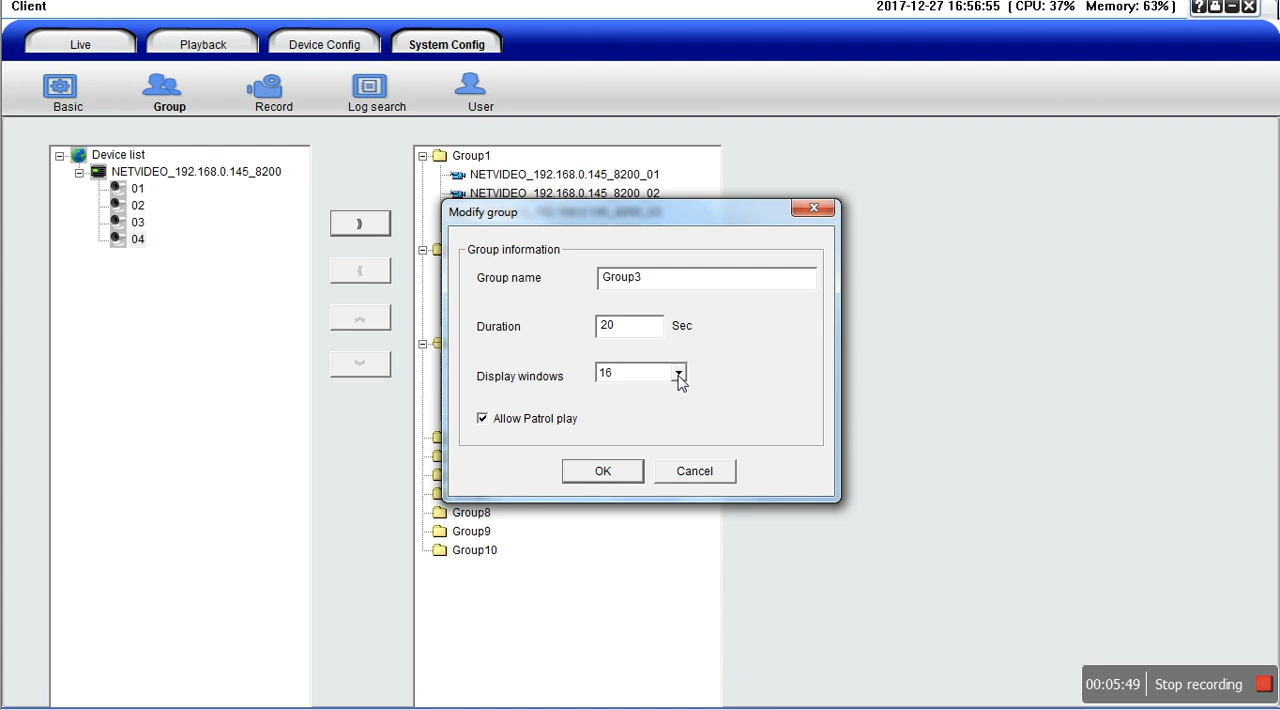 Client 2017-12-27 16:56:55 ( CPU: 37% Memory: 63% )
Live Playback Device Config System Config
Basic Group Record Log search User
Device list
NETVIDEO_192.168.0.145_8200
01
02
03
04
Group1
NETVIDEO_192.168.0.145_8200_01
NETVIDEO_192.168.0.145_8200_02
Modify group
Group information
Group name Group3
Duration 20 Sec
Display windows 16
Allow Patrol play
OK Cancel
Group8
Group9
Group10
00:05:49 Stop recording